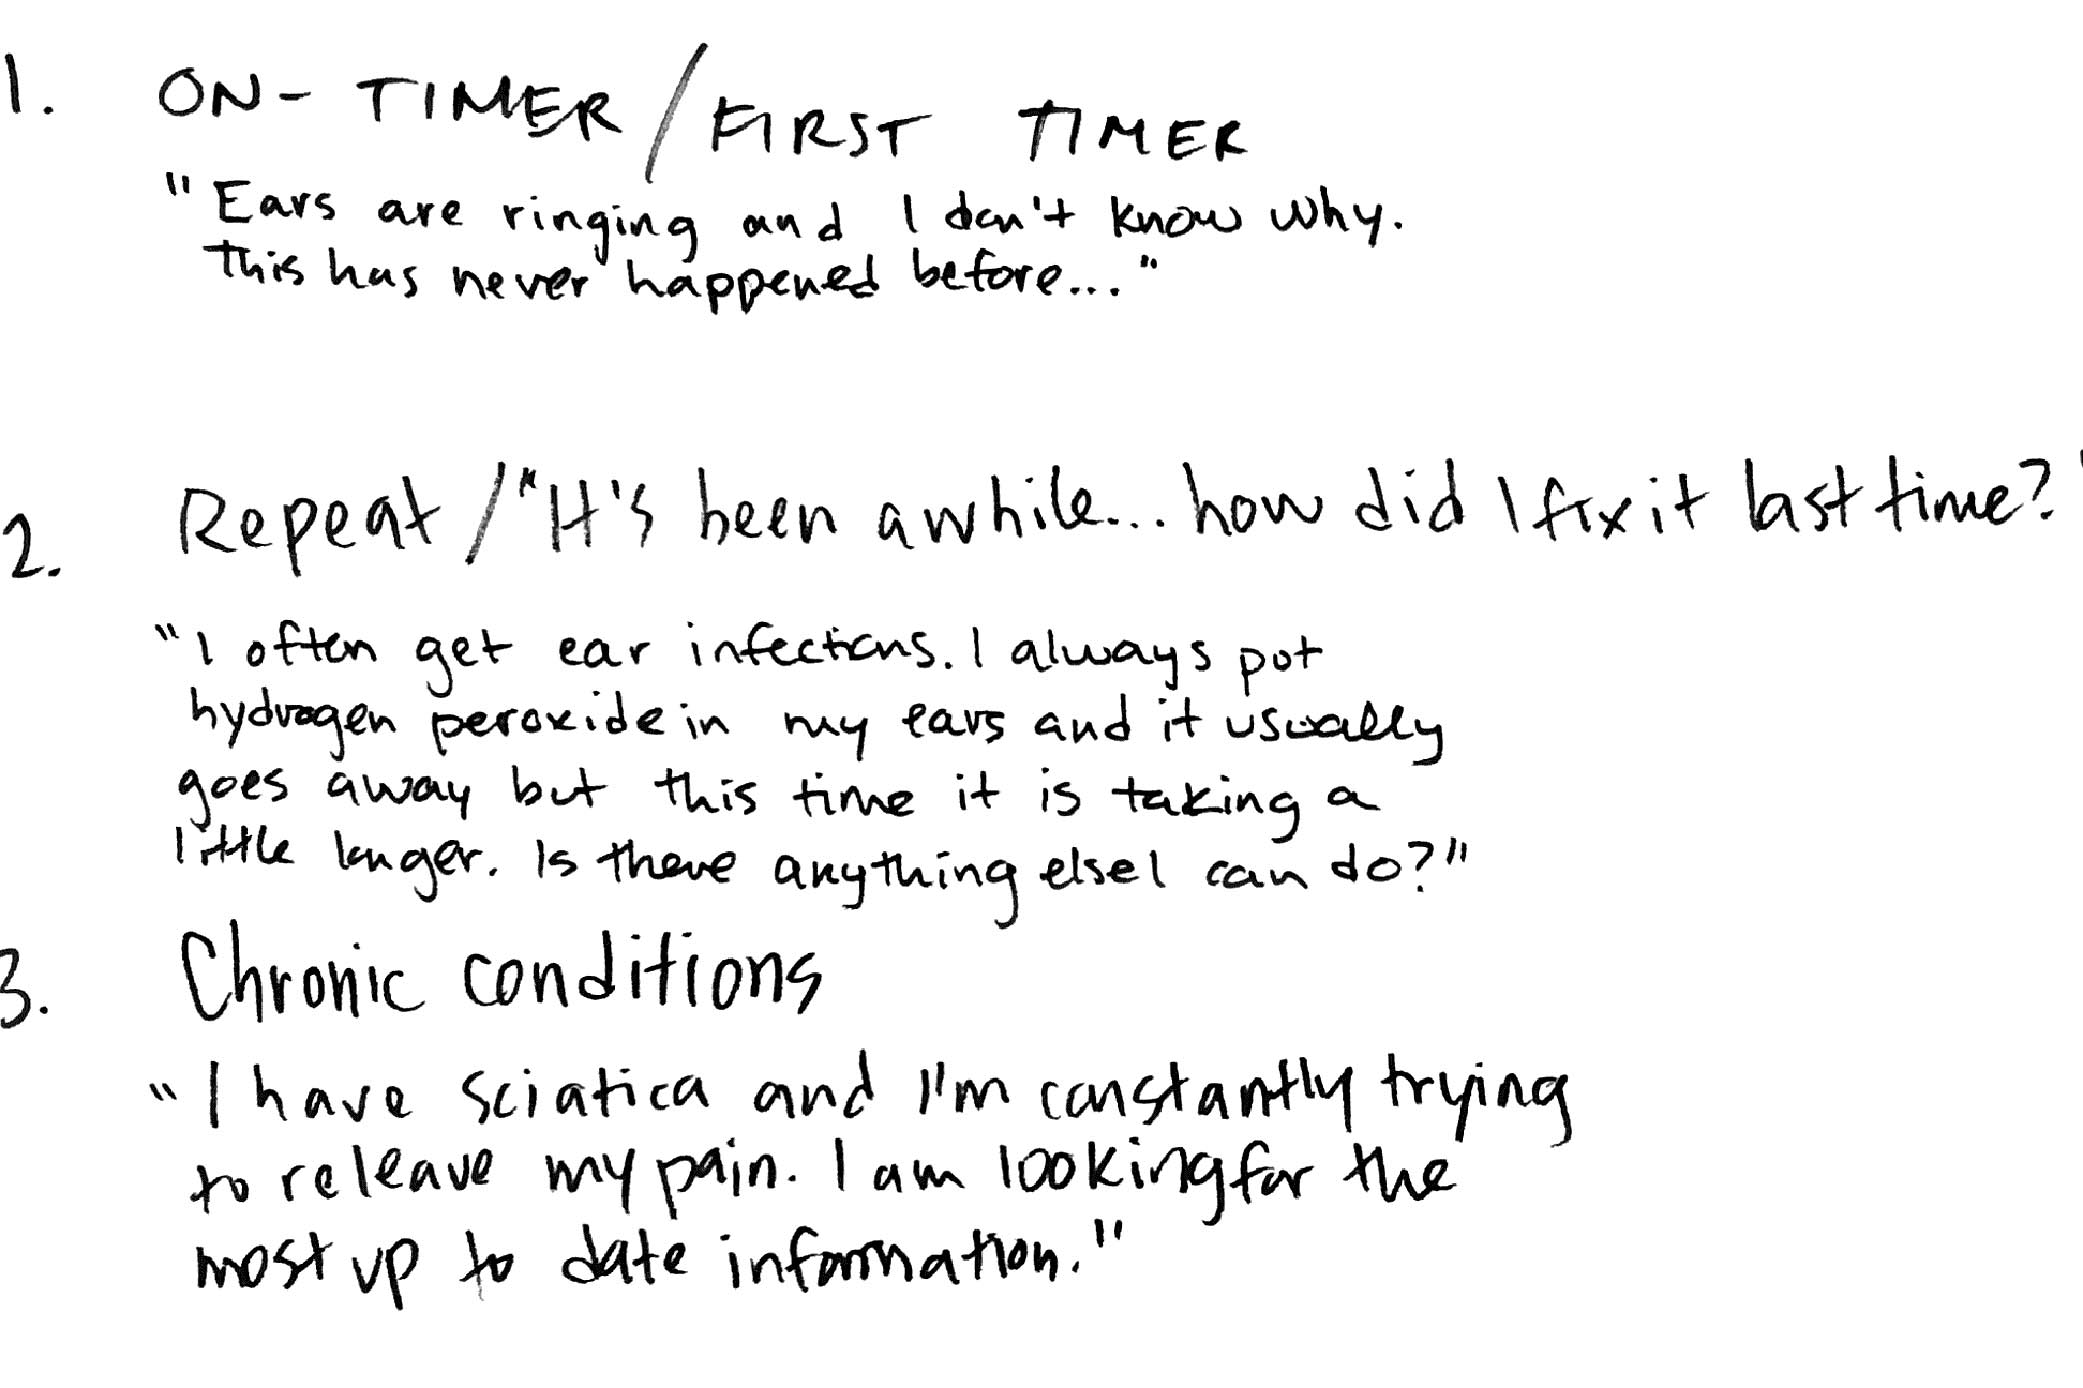 1. ON-TIMER / FIRST TIMER
"Ears are ringing and I don't know why.
this has never happened before..."
2. Repeat / "It's been awhile... how did I fix it last time?"
"I often get ear infections. I always pot
hydrogen peroxide in my ears and it usually
goes away but this time it is taking a
little longer. Is there anything else I can do?"
3. Chronic conditions
"I have sciatica and I'm constantly trying
to releave my pain. I am looking for the
most up to date information."